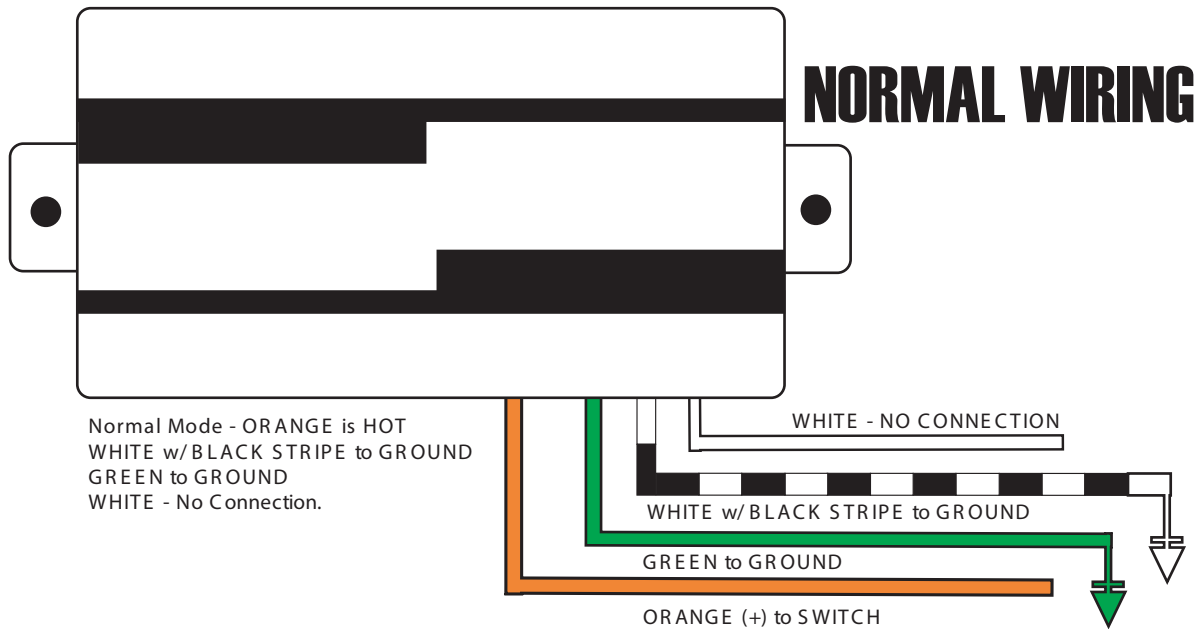 NORMAL WIRING
Normal Mode - ORANGE is HOT
WHITE w/ BLACK STRIPE to GROUND
GREEN to GROUND
WHITE - No Connection.
WHITE - NO CONNECTION
WHITE w/ BLACK STRIPE to GROUND
GREEN to GROUND
ORANGE (+) to SWITCH